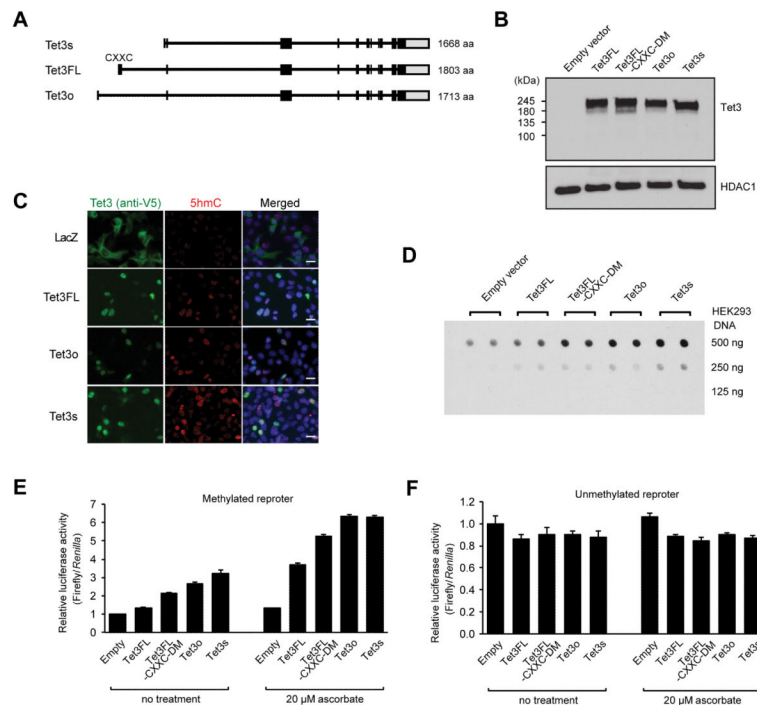 A
Tet3s
1668 aa
CXXC
Tet3FL
1803 aa
Tet3o
1713 aa
B
Empty vector
Tet3FL
Tet3FL
-CXXC-DM
Tet3o
Tet3s
(kDa)
245
180
135
100
Tet3
HDAC1
C
Tet3 (anti-V5)
5hmC
Merged
LacZ
Tet3FL
Tet3o
Tet3s
D
Empty vector
Tet3FL
Tet3FL
-CXXC-DM
Tet3o
Tet3s
HEK293
DNA
500 ng
250 ng
125 ng
E
Methylated reproter
Relative luciferase activity
(Firefly/Renilla)
7
6
5
4
3
2
1
0
Empty
Tet3FL
Tet3FL
-CXXC-DM
Tet3o
Tet3s
Empty
Tet3FL
Tet3FL
-CXXC-DM
Tet3o
Tet3s
no treatment
20 µM ascorbate
F
Unmethylated reproter
Relative luciferase activity
(Firefly/Renilla)
1.2
1.0
0.8
0.6
0.4
0.2
0.0
Empty
Tet3FL
Tet3FL
-CXXC-DM
Tet3o
Tet3s
Empty
Tet3FL
Tet3FL
-CXXC-DM
Tet3o
Tet3s
no treatment
20 µM ascorbate